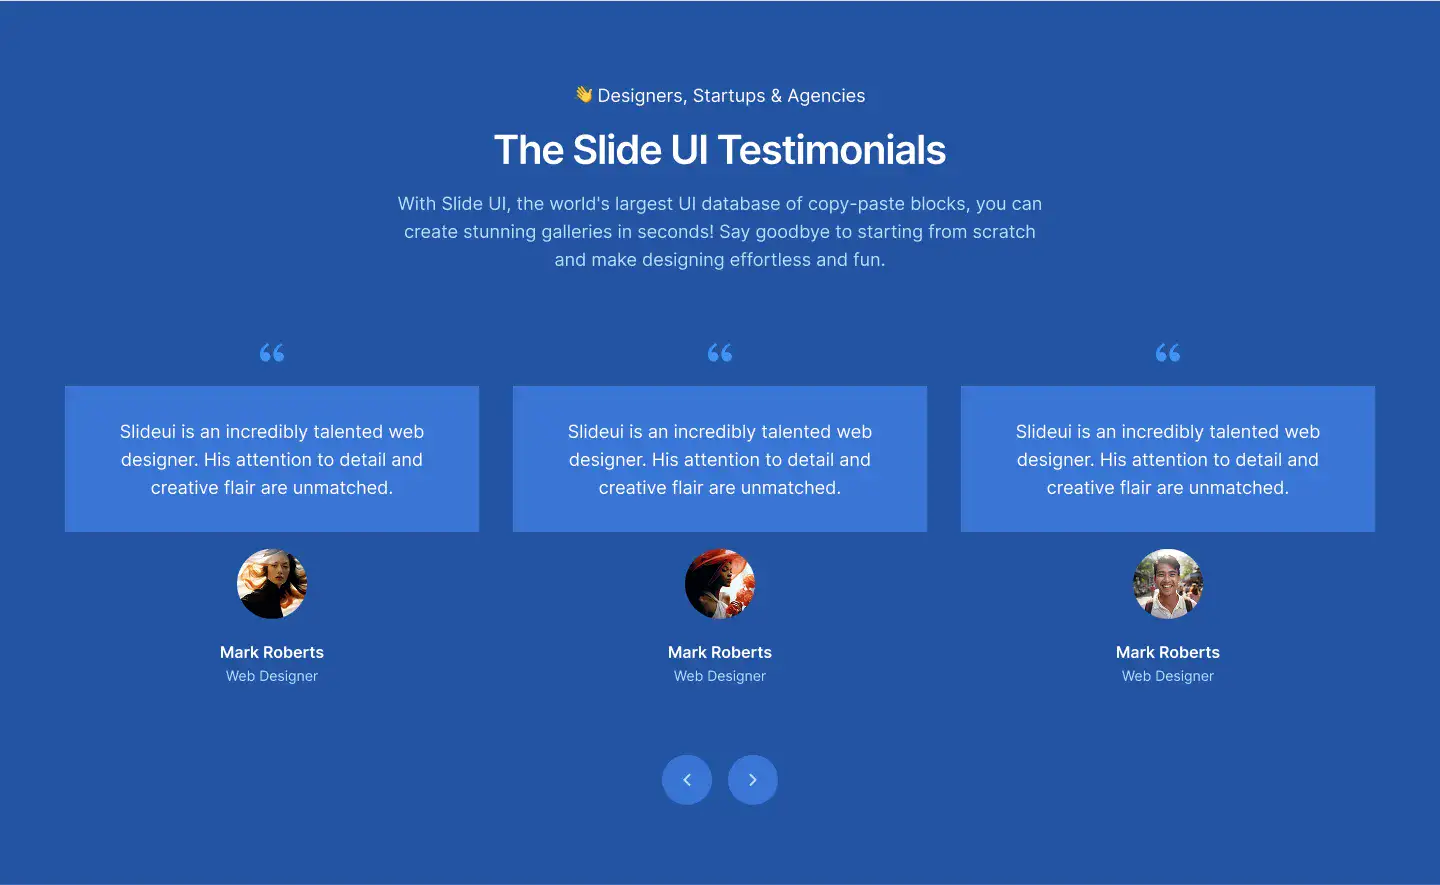 👋 Designers, Startups & Agencies
The Slide UI Testimonials
With Slide UI, the world's largest UI database of copy-paste blocks, you can
create stunning galleries in seconds! Say goodbye to starting from scratch
and make designing effortless and fun.
“
Slideui is an incredibly talented web
designer. His attention to detail and
creative flair are unmatched.
Mark Roberts
Web Designer
“
Slideui is an incredibly talented web
designer. His attention to detail and
creative flair are unmatched.
Mark Roberts
Web Designer
“
Slideui is an incredibly talented web
designer. His attention to detail and
creative flair are unmatched.
Mark Roberts
Web Designer